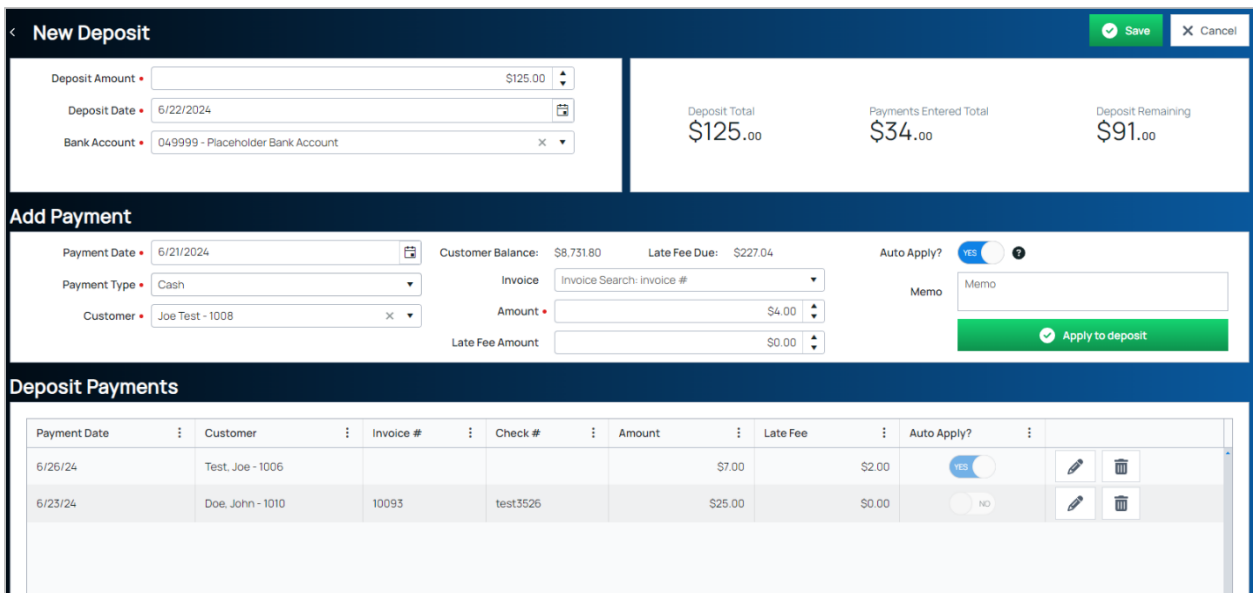 New Deposit
Save
Cancel
Deposit Amount • $125.00
Deposit Date • 6/22/2024
Bank Account • 049999 - Placeholder Bank Account
Deposit Total Payments Entered Total Deposit Remaining
$125.00 $34.00 $91.00
Add Payment
Payment Date • 6/21/2024
Payment Type • Cash
Customer • Joe Test - 1008
Customer Balance: $8,731.80 Late Fee Due: $227.04
Invoice Invoice Search: invoice #
Amount • $4.00
Late Fee Amount $0.00
Auto Apply? YES ?
Memo Memo
Apply to deposit
Deposit Payments
Payment Date Customer Invoice # Check # Amount Late Fee Auto Apply?
6/26/24 Test, Joe - 1006 $7.00 $2.00 YES
6/23/24 Doe, John - 1010 10093 test3526 $25.00 $0.00 NO